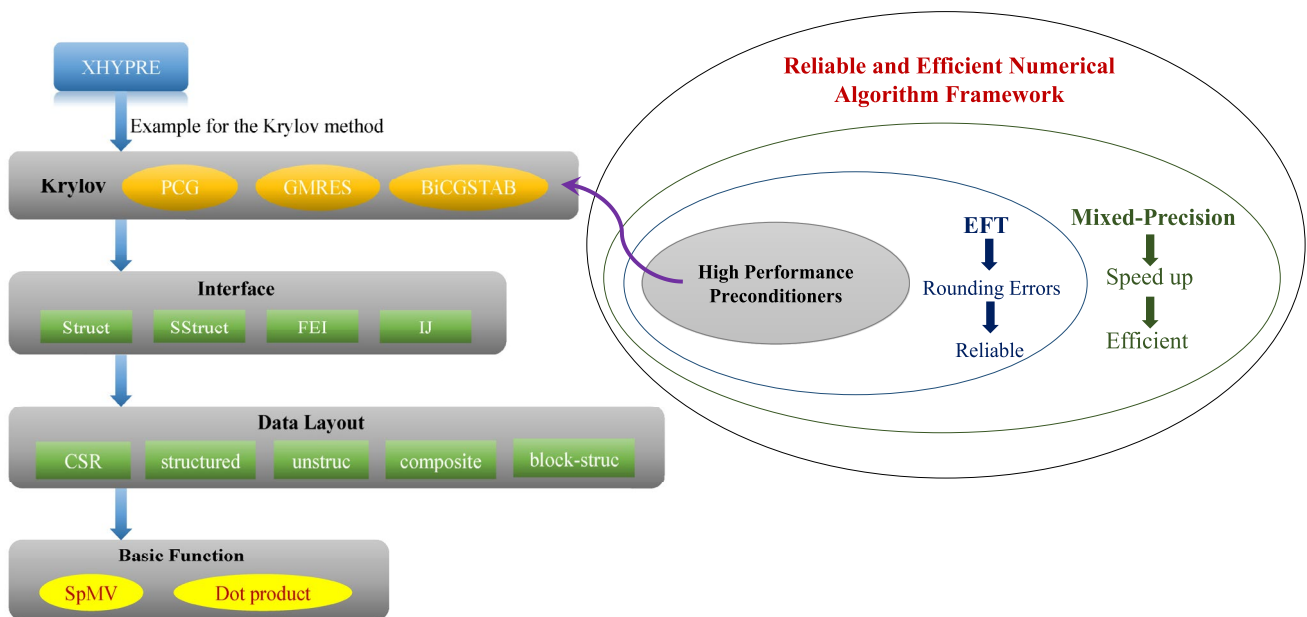 XHYPRE
Example for the Krylov method
Krylov PCG GMRES BiCGSTAB
Interface
Struct SStruct FEI IJ
Data Layout
CSR structured unstruc composite block-struc
Basic Function
SpMV Dot product
Reliable and Efficient Numerical
Algorithm Framework
High Performance
Preconditioners
EFT
Rounding Errors
Reliable
Mixed-Precision
Speed up
Efficient